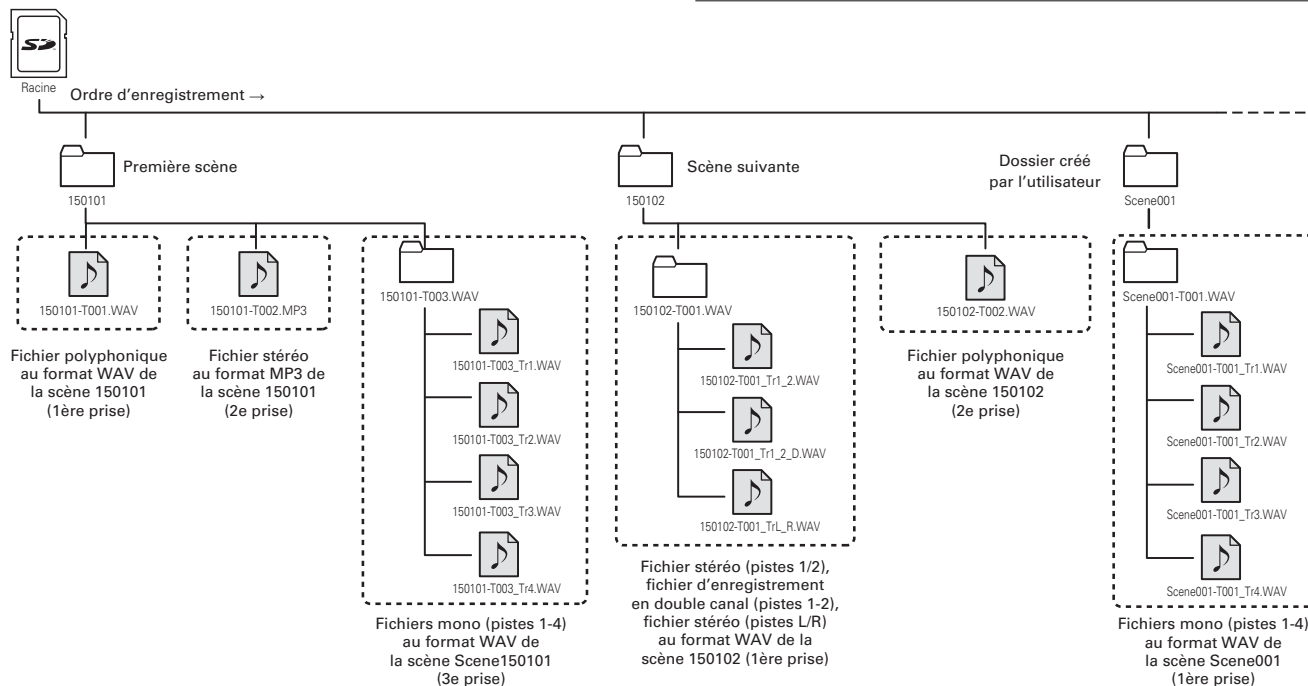 SD
Racine
Ordre d'enregistrement →
Première scène
150101
Scène suivante
150102
Dossier créé
par l'utilisateur
Scene001
150101-T001.WAV
Fichier polyphonique
au format WAV de
la scène 150101
(1ère prise)
150101-T002.MP3
Fichier stéréo
au format MP3 de
la scène 150101
(2e prise)
150101-T003.WAV
150101-T003_Tr1.WAV
150101-T003_Tr2.WAV
150101-T003_Tr3.WAV
150101-T003_Tr4.WAV
Fichiers mono (pistes 1-4)
au format WAV de
la scène Scene150101
(3e prise)
150102-T001.WAV
150102-T001_Tr1_2.WAV
150102-T001_Tr1_2_D.WAV
150102-T001_TrL_R.WAV
Fichier stéréo (pistes 1/2),
fichier d'enregistrement
en double canal (pistes 1-2),
fichier stéréo (pistes L/R)
au format WAV de la
scène 150102 (1ère prise)
150102-T002.WAV
Fichier polyphonique
au format WAV de
la scène 150102
(2e prise)
Scene001-T001.WAV
Scene001-T001_Tr1.WAV
Scene001-T001_Tr2.WAV
Scene001-T001_Tr3.WAV
Scene001-T001_Tr4.WAV
Fichiers mono (pistes 1-4)
au format WAV de
la scène Scene001
(1ère prise)